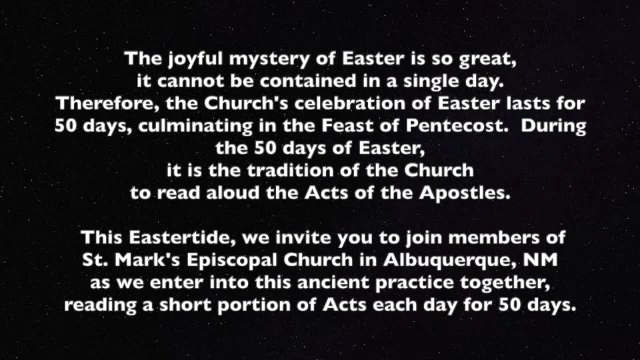 The joyful mystery of Easter is so great,
it cannot be contained in a single day.
Therefore, the Church's celebration of Easter lasts for
50 days, culminating in the Feast of Pentecost.  During
the 50 days of Easter,
it is the tradition of the Church
to read aloud the Acts of the Apostles.
This Eastertide, we invite you to join members of
St. Mark's Episcopal Church in Albuquerque, NM
as we enter into this ancient practice together,
reading a short portion of Acts each day for 50 days.